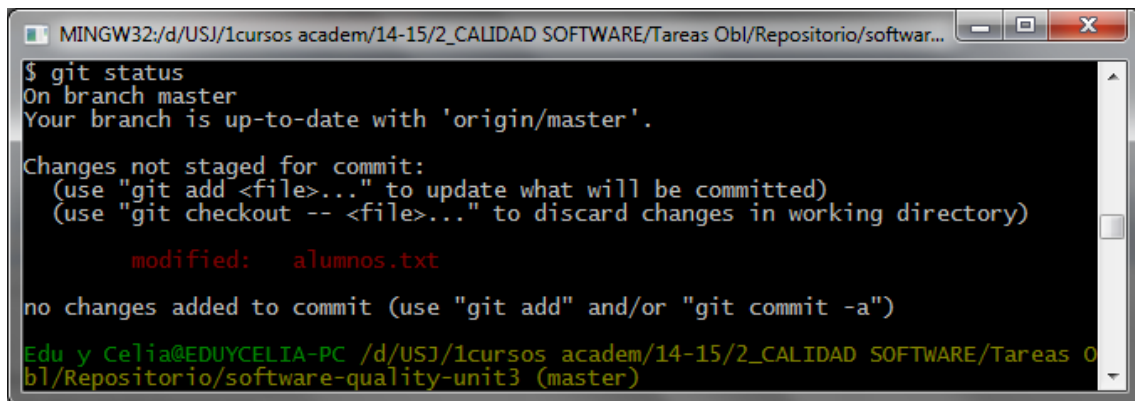 MINGW32:/d/USJ/1cursos academ/14-15/2_CALIDAD SOFTWARE/Tareas Obl/Repositorio/softwar...
$ git status
On branch master
Your branch is up-to-date with 'origin/master'.
Changes not staged for commit:
(use "git add <file>..." to update what will be committed)
(use "git checkout -- <file>..." to discard changes in working directory)
modified: alumnos.txt
no changes added to commit (use "git add" and/or "git commit -a")
Edu y Celia@EDUYCELIA-PC /d/USJ/1cursos academ/14-15/2_CALIDAD SOFTWARE/Tareas O
bl/Repositorio/software-quality-unit3 (master)